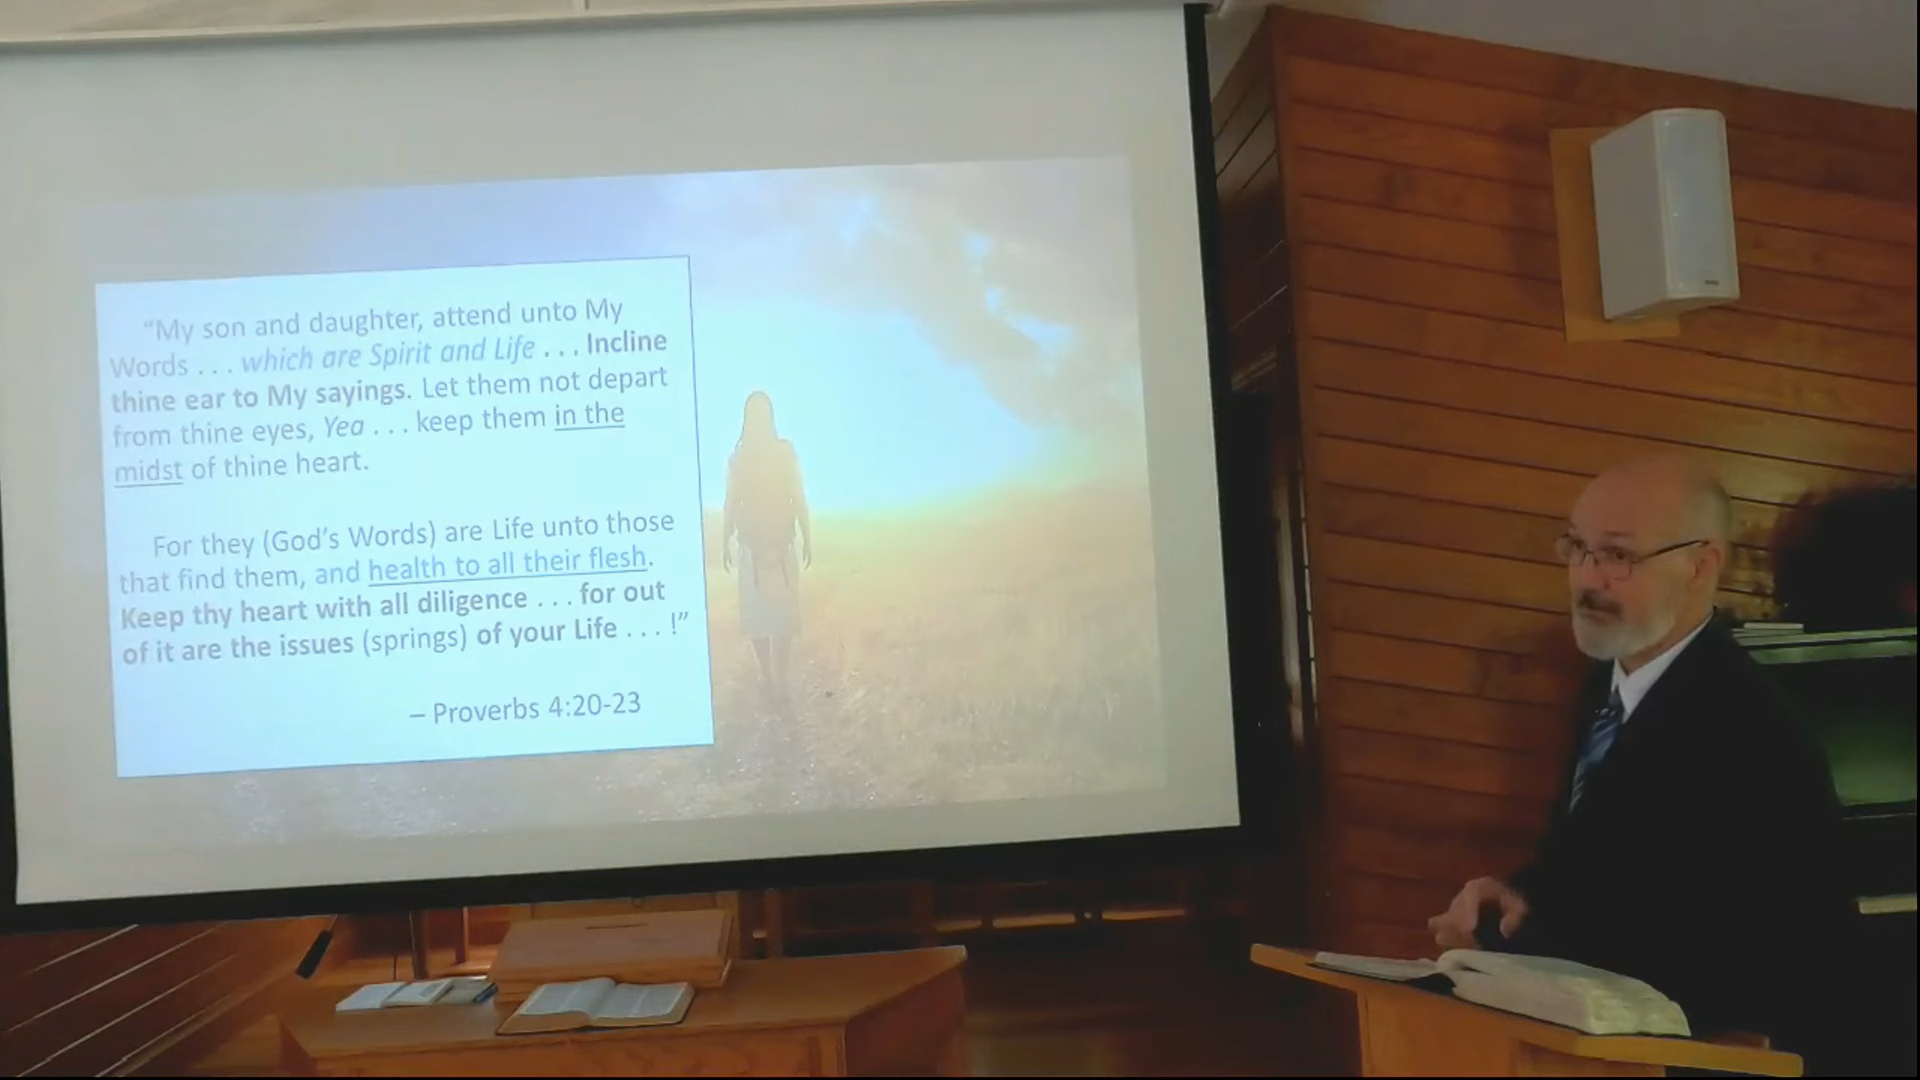 “My son and daughter, attend unto My
Words . . . which are Spirit and Life . . . Incline
thine ear to My sayings. Let them not depart
from thine eyes, Yea . . . keep them in the
midst of thine heart.
For they (God’s Words) are Life unto those
that find them, and health to all their flesh.
Keep thy heart with all diligence . . . for out
of it are the issues (springs) of your Life . . . !”
– Proverbs 4:20-23